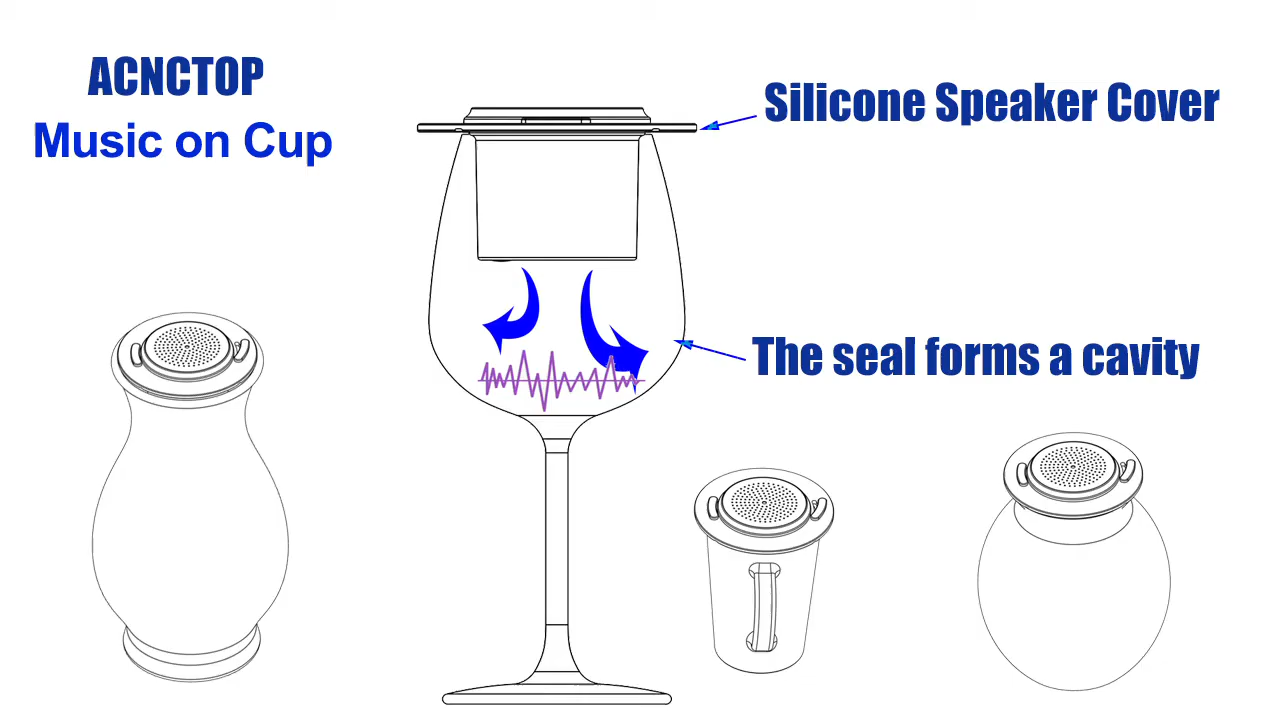 ACNCTOP
Music on Cup
Silicone Speaker Cover
The seal forms a cavity